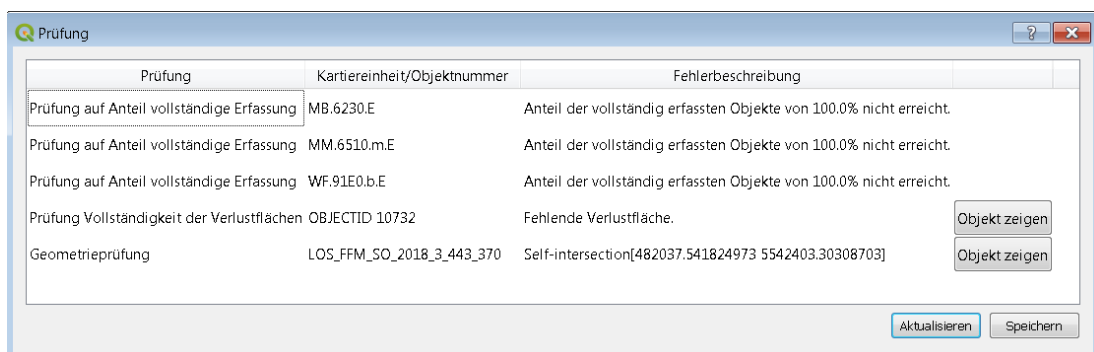 Prüfung
Prüfung Kartiereinheit/Objektnummer Fehlerbeschreibung
Prüfung auf Anteil vollständige Erfassung MB.6230.E Anteil der vollständig erfassten Objekte von 100.0% nicht erreicht.
Prüfung auf Anteil vollständige Erfassung MM.6510.m.E Anteil der vollständig erfassten Objekte von 100.0% nicht erreicht.
Prüfung auf Anteil vollständige Erfassung WF.91E0.b.E Anteil der vollständig erfassten Objekte von 100.0% nicht erreicht.
Prüfung Vollständigkeit der Verlustflächen OBJECTID 10732 Fehlende Verlustfläche. Objekt zeigen
Geometrieprüfung LOS_FFM_SO_2018_3_443_370 Self-intersection[482037.541824973 5542403.30308703] Objekt zeigen
Aktualisieren Speichern